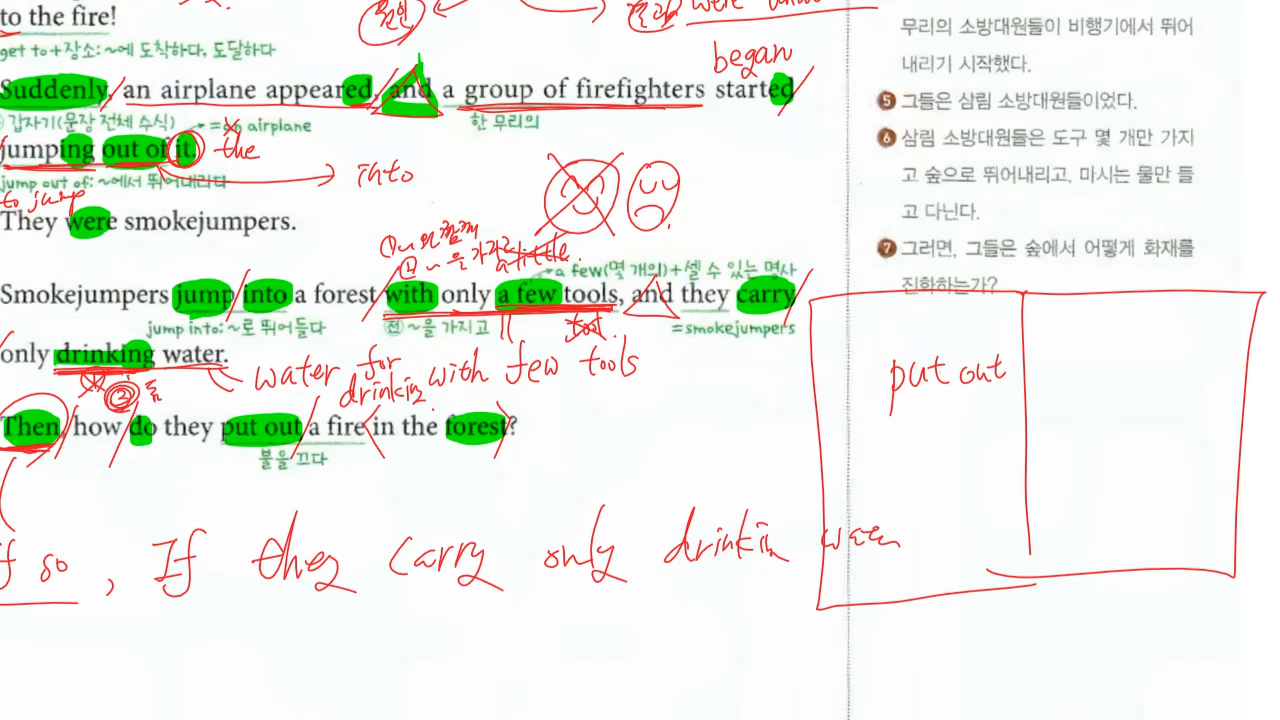 to the fire!
원인
결과 were
get to+장소: ~에 도착하다, 도달하다
began
Suddenly, an airplane appeared, and a group of firefighters started
갑자기(문장 전체 수식)
= an airplane
한 무리의
jumping out of it.
the
into
jump out of: ~에서 뛰어내리다
to jump
They were smokejumpers.
a little
a few(몇 개의)+셀 수 있는 명사
Smokejumpers jump into a forest with only a few tools, and they carry
jump into: ~로 뛰어들다
전 ~을 가지고
tool
=smokejumpers
only drinking water.
water for drinkin
with few tools
Then, how do they put out a fire in the forest?
불을 끄다
f so, If they carry only drinkin water
무리의 소방대원들이 비행기에서 뛰어
내리기 시작했다.
5 그들은 삼림 소방대원들이었다.
6 삼림 소방대원들은 도구 몇 개만 가지
고 숲으로 뛰어내리고, 마시는 물만 들
고 다닌다.
7 그러면, 그들은 숲에서 어떻게 화재를
진화하는가?
put out